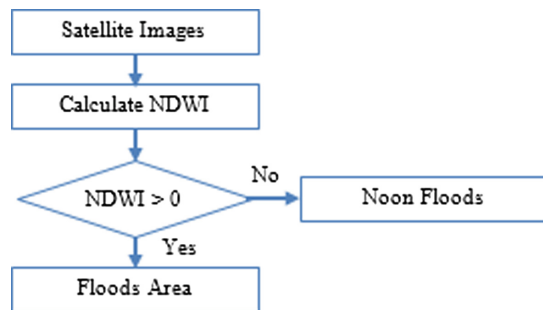 Satellite Images
Calculate NDWI
NDWI > 0
No
Noon Floods
Yes
Floods Area